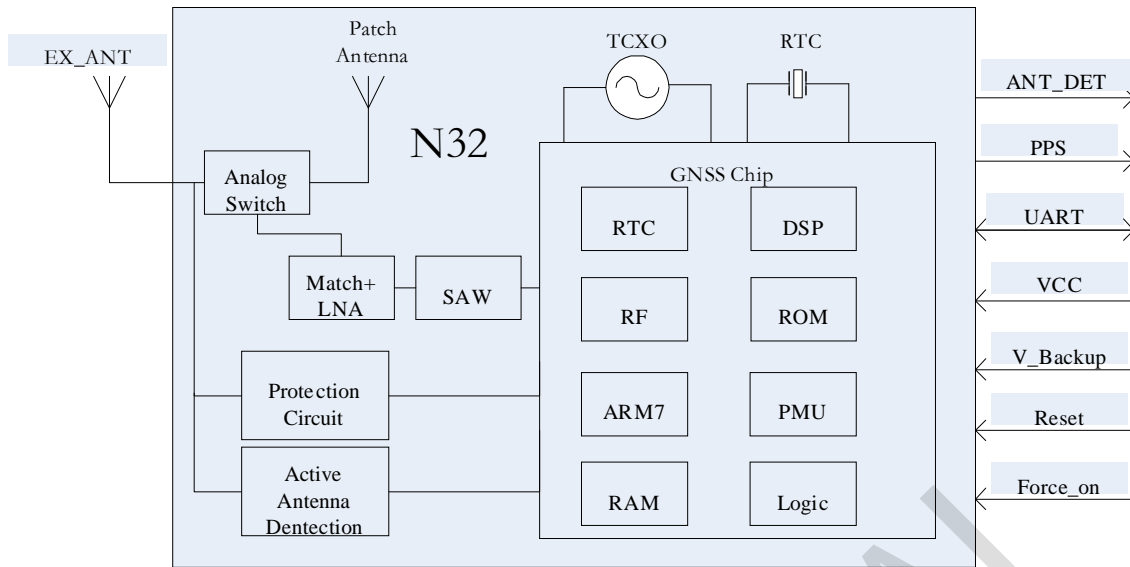 EX_ANT
Patch
Antenna
TCXO
RTC
N32
Analog
Switch
Match+
LNA
SAW
Protection
Circuit
Active
Antenna
Dentection
GNSS Chip
RTC
DSP
RF
ROM
ARM7
PMU
RAM
Logic
ANT_DET
PPS
UART
VCC
V_Backup
Reset
Force_on